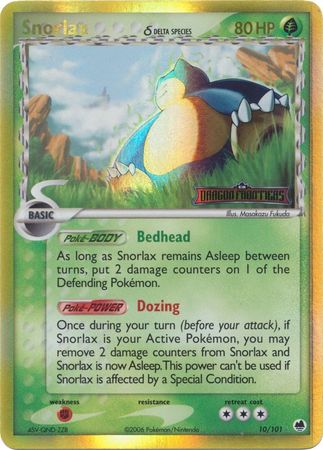 Snorlax
δ DELTA SPECIES
80 HP
DRAGON FRONTIERS
Illus. Masakazu Fukuda
BASIC
Poké-BODY Bedhead
As long as Snorlax remains Asleep between
turns, put 2 damage counters on 1 of the
Defending Pokémon.
Poké-POWER Dozing
Once during your turn (before your attack), if
Snorlax is your Active Pokémon, you may
remove 2 damage counters from Snorlax and
Snorlax is now Asleep. This power can't be used if
Snorlax is affected by a Special Condition.
weakness resistance retreat cost
4SV-QND-ZZB ©2006 Pokémon/Nintendo 10/101